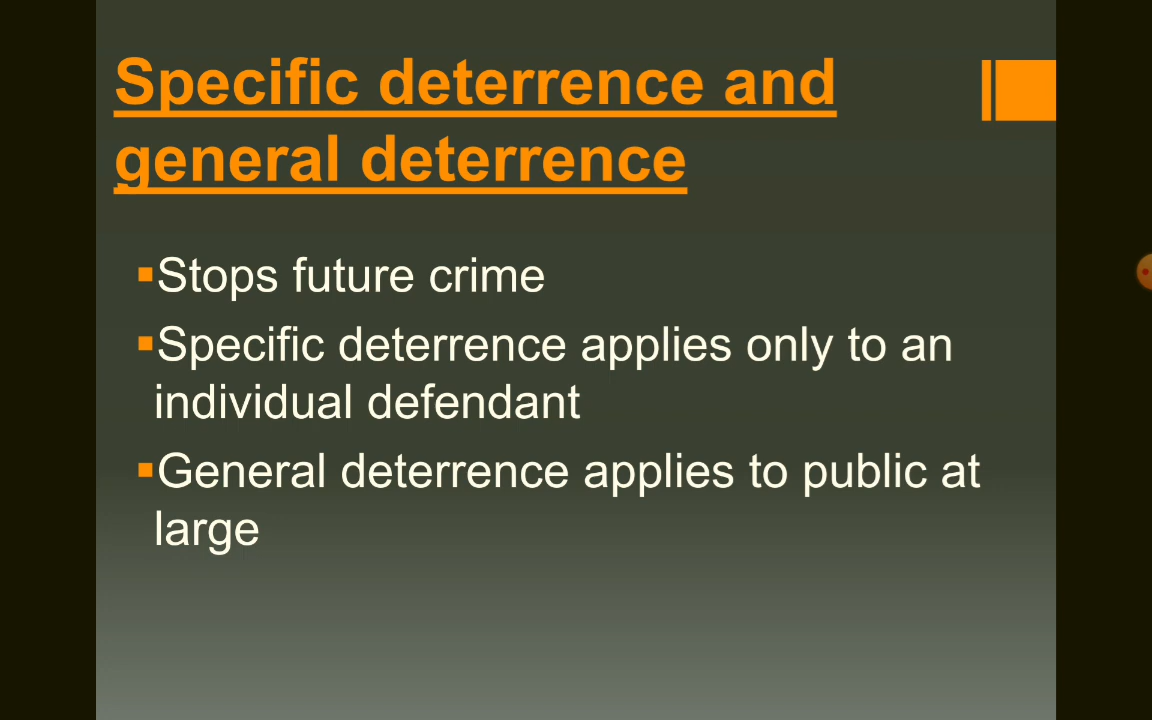 Specific deterrence and
general deterrence
▪Stops future crime
▪Specific deterrence applies only to an
individual defendant
▪General deterrence applies to public at
large